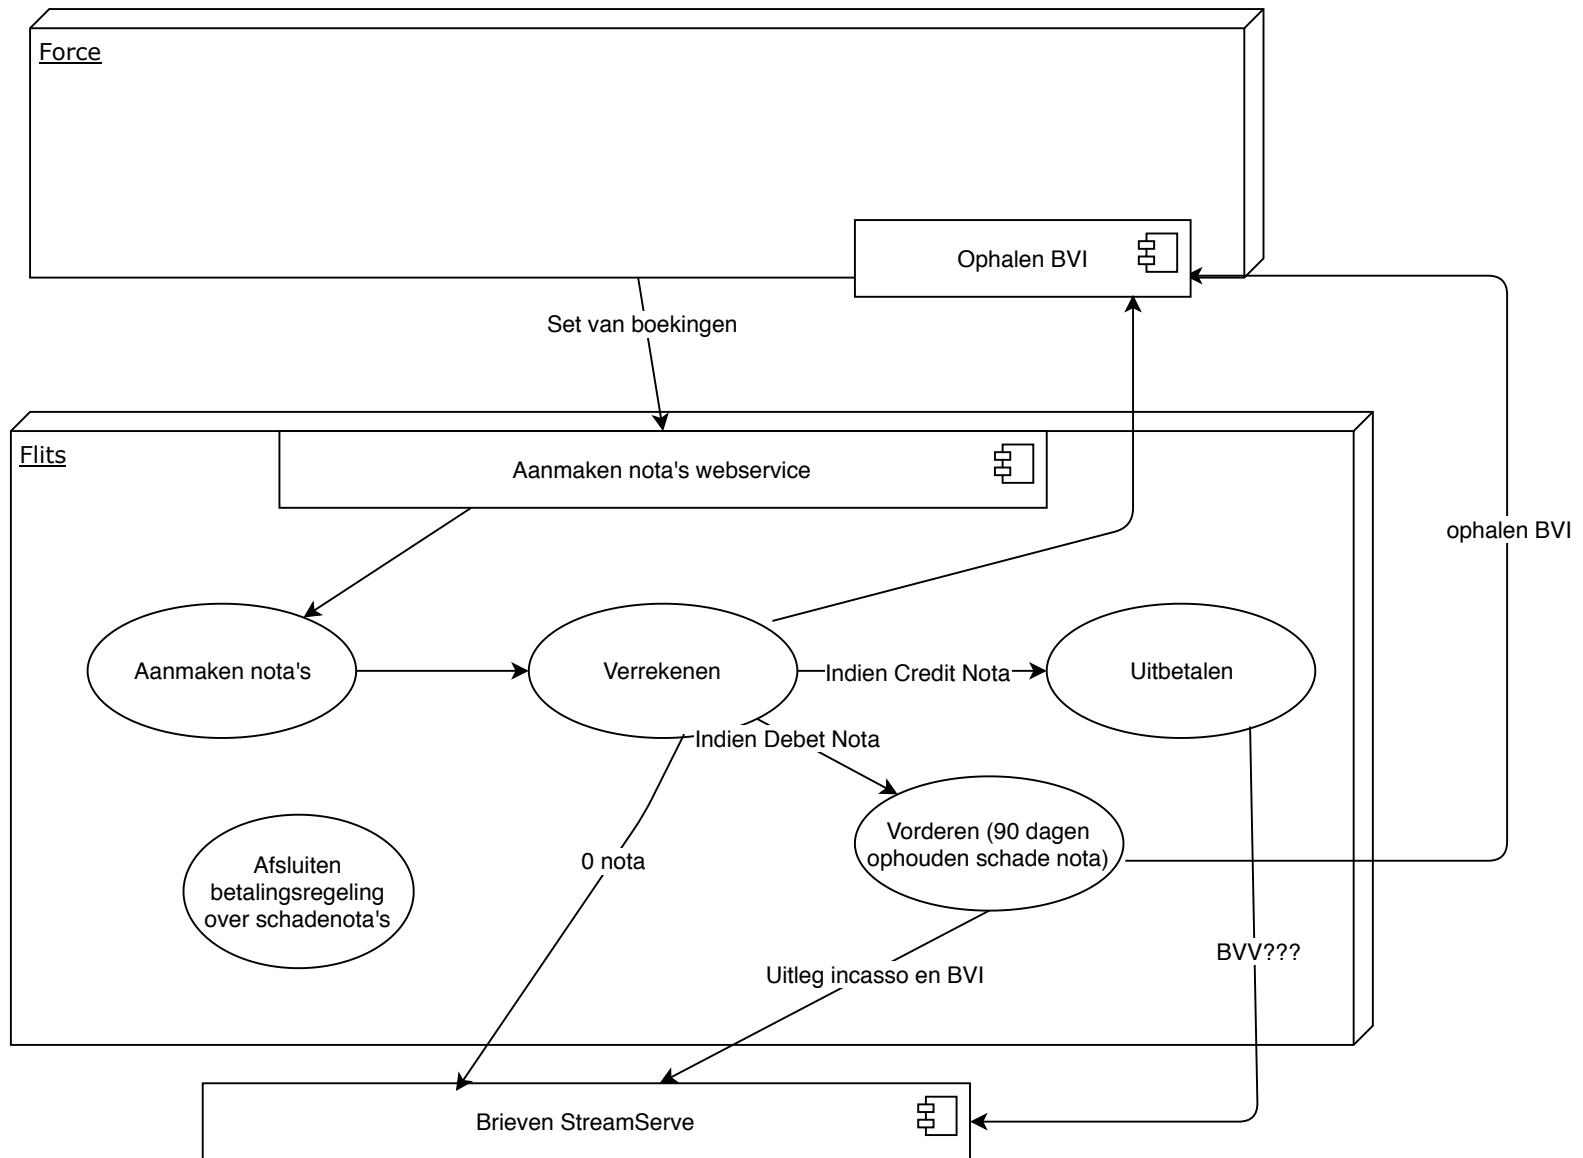 Force
Ophalen BVI
Set van boekingen
Flits
Aanmaken nota's webservice
ophalen BVI
Aanmaken nota's
Verrekenen
Indien Credit Nota
Uitbetalen
Indien Debet Nota
Vorderen (90 dagen
ophouden schade nota)
0 nota
Afsluiten
betalingsregeling
over schadenota's
BVV???
Uitleg incasso en BVI
Brieven StreamServe